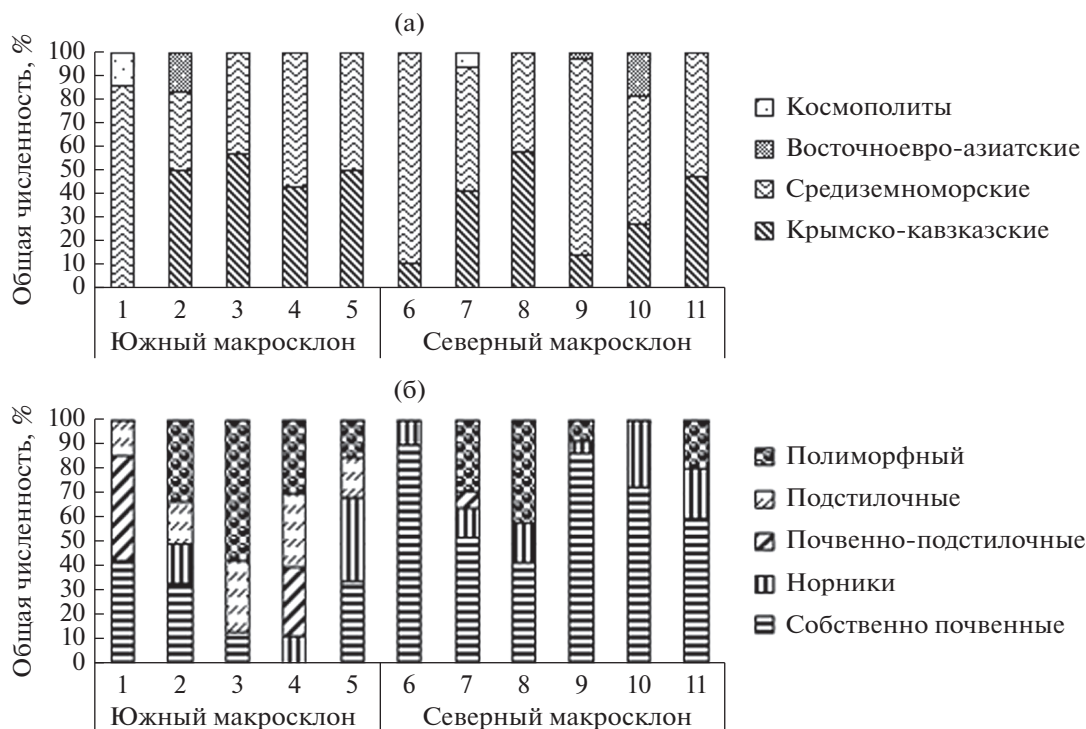 (а)
Общая численность, %
100
90
80
70
60
50
40
30
20
10
0
1 2 3 4 5 6 7 8 9 10 11
Южный макросклон Северный макросклон
Космополиты
Восточноевро-азиатские
Средиземноморские
Крымско-кавзказские
(б)
Общая численность, %
100
90
80
70
60
50
40
30
20
10
0
1 2 3 4 5 6 7 8 9 10 11
Южный макросклон Северный макросклон
Полиморфный
Подстилочные
Почвенно-подстилочные
Норники
Собственно почвенные